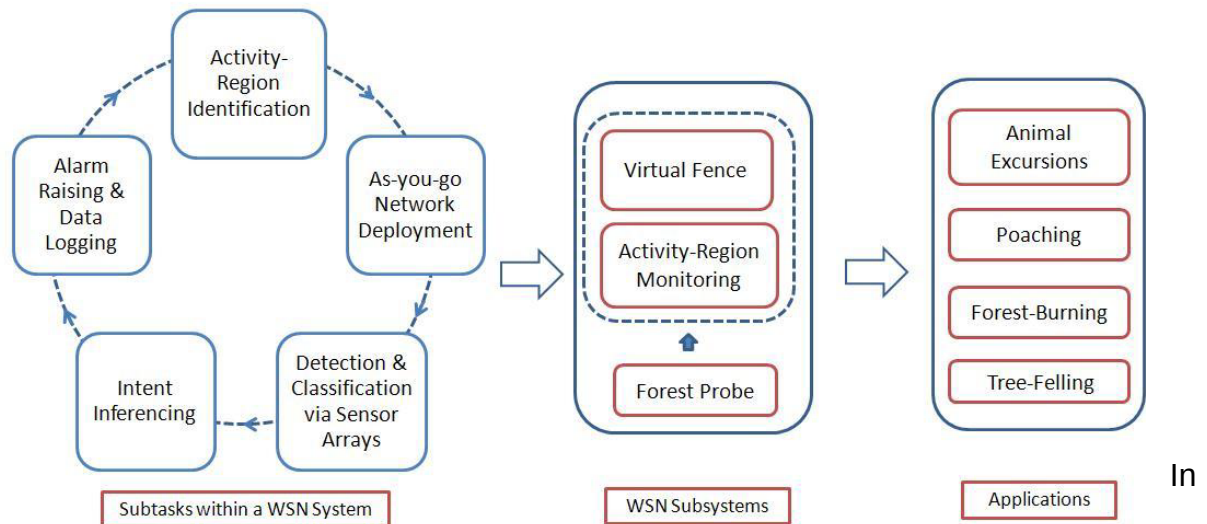 Activity-
Region
Identification
As-you-go
Network
Deployment
Detection &
Classification
via Sensor
Arrays
Intent
Inferencing
Alarm
Raising &
Data
Logging
Subtasks within a WSN System
Virtual Fence
Activity-Region
Monitoring
Forest Probe
WSN Subsystems
Animal
Excursions
Poaching
Forest-Burning
Tree-Felling
Applications
In